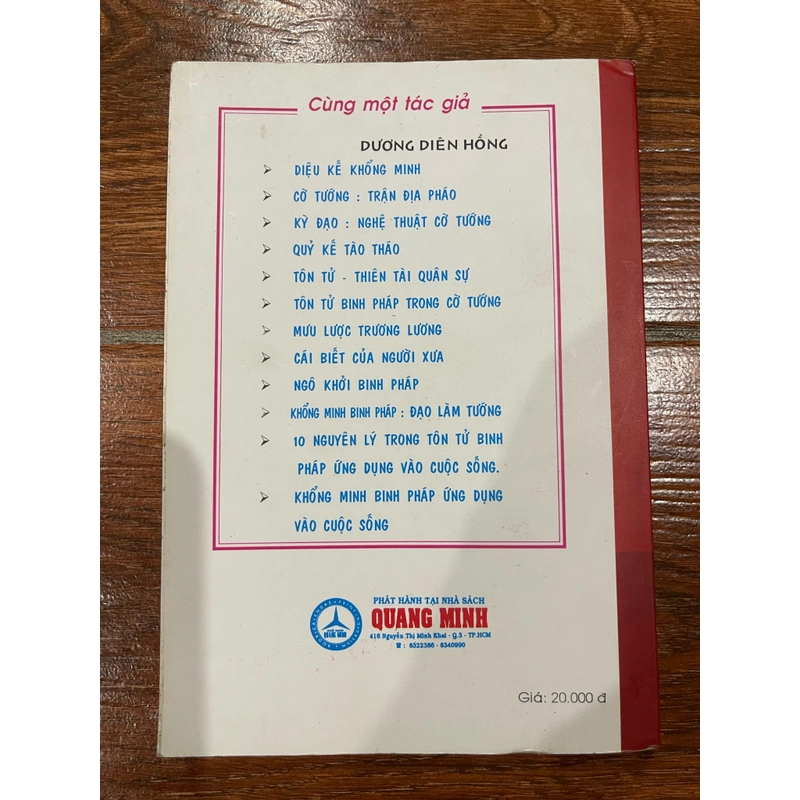 Cùng một tác giả
DƯƠNG DIÊN HỒNG
➢ DIỆU KẾ KHỔNG MINH
➢ CỜ TƯỚNG : TRẬN ĐỊA PHÁO
➢ KỲ ĐẠO : NGHỆ THUẬT CỜ TƯỚNG
➢ QUỶ KẾ TÀO THÁO
➢ TÔN TỬ - THIÊN TÀI QUÂN SỰ
➢ TÔN TỬ BINH PHÁP TRONG CỜ TƯỚNG
➢ MƯU LƯỢC TRƯƠNG LƯƠNG
➢ CÁI BIẾT CỦA NGƯỜI XƯA
➢ NGÔ KHỞI BINH PHÁP
➢ KHỔNG MINH BINH PHÁP : ĐẠO LÀM TƯỚNG
➢ 10 NGUYÊN LÝ TRONG TÔN TỬ BINH
PHÁP ỨNG DỤNG VÀO CUỘC SỐNG.
➢ KHỔNG MINH BINH PHÁP ỨNG DỤNG
VÀO CUỘC SỐNG
PHÁT HÀNH TẠI NHÀ SÁCH
QUANG MINH
416 Nguyễn Thị Minh Khai - Q.3 - TP.HCM
☎ : 8322386 - 8340990
Giá: 20.000 đ